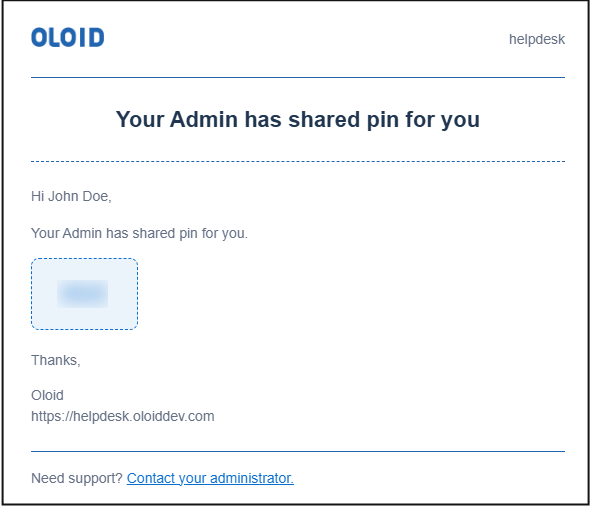 OLOID
helpdesk
Your Admin has shared pin for you
Hi John Doe,
Your Admin has shared pin for you.
Thanks,
Oloid
https://helpdesk.oloiddev.com
Need support? Contact your administrator.